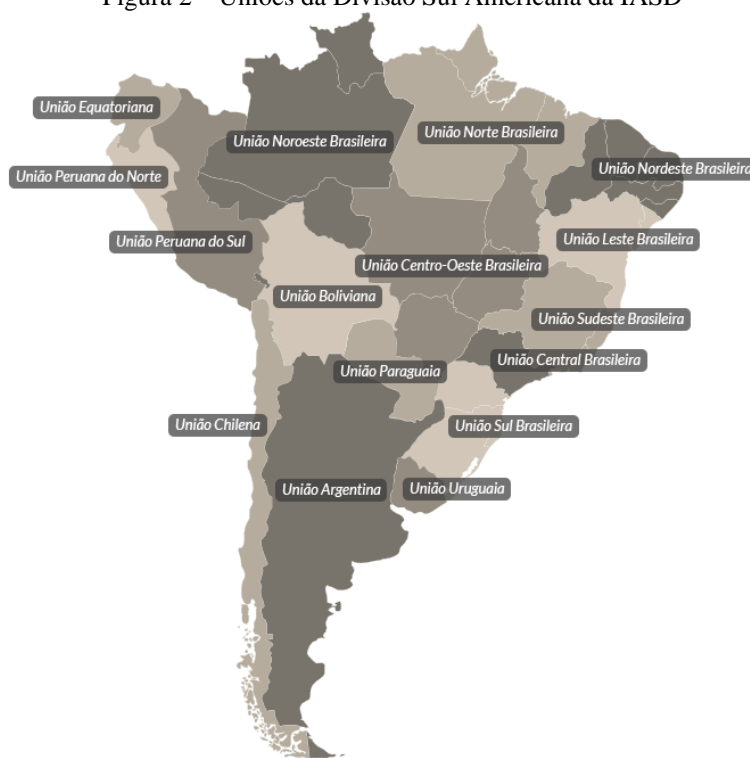 Figura 2 – Uniões da Divisão Sul Americana da IASD
União Equatoriana
União Noroeste Brasileira
União Norte Brasileira
União Peruana do Norte
União Nordeste Brasileira
União Peruana do Sul
União Leste Brasileira
União Centro-Oeste Brasileira
União Boliviana
União Sudeste Brasileira
União Central Brasileira
União Paraguaia
União Chilena
União Sul Brasileira
União Argentina
União Uruguaia